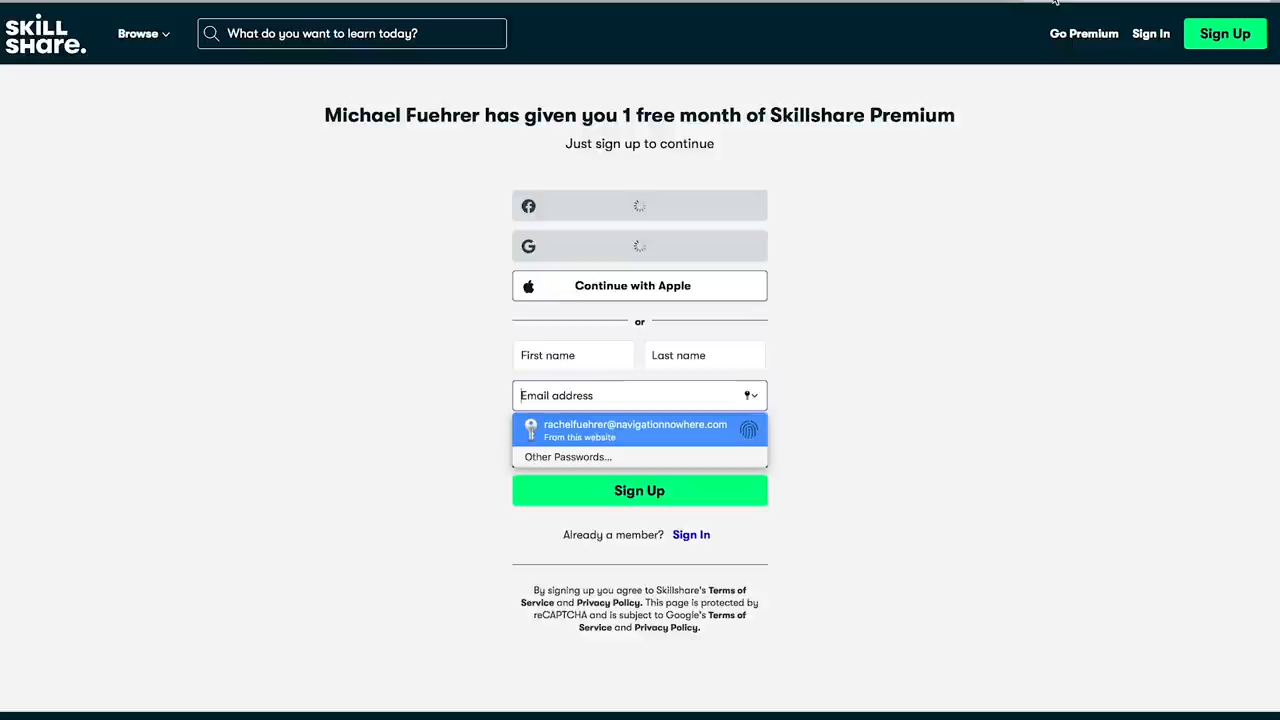 SKILL
SHare.
Browse
What do you want to learn today?
Go Premium
Sign In
Sign Up
Michael Fuehrer has given you 1 free month of Skillshare Premium
Just sign up to continue
Continue with Apple
or
First name
Last name
Email address
rachelfuehrer@navigationnowhere.com
From this website
Other Passwords...
Sign Up
Already a member? Sign In
By signing up you agree to Skillshare's Terms of
Service and Privacy Policy. This page is protected by
reCAPTCHA and is subject to Google's Terms of
Service and Privacy Policy.